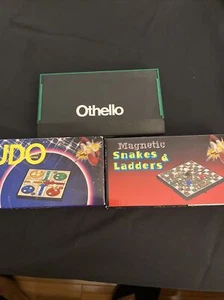 Othello
UDO
Magnetic
Snakes
&
Ladders